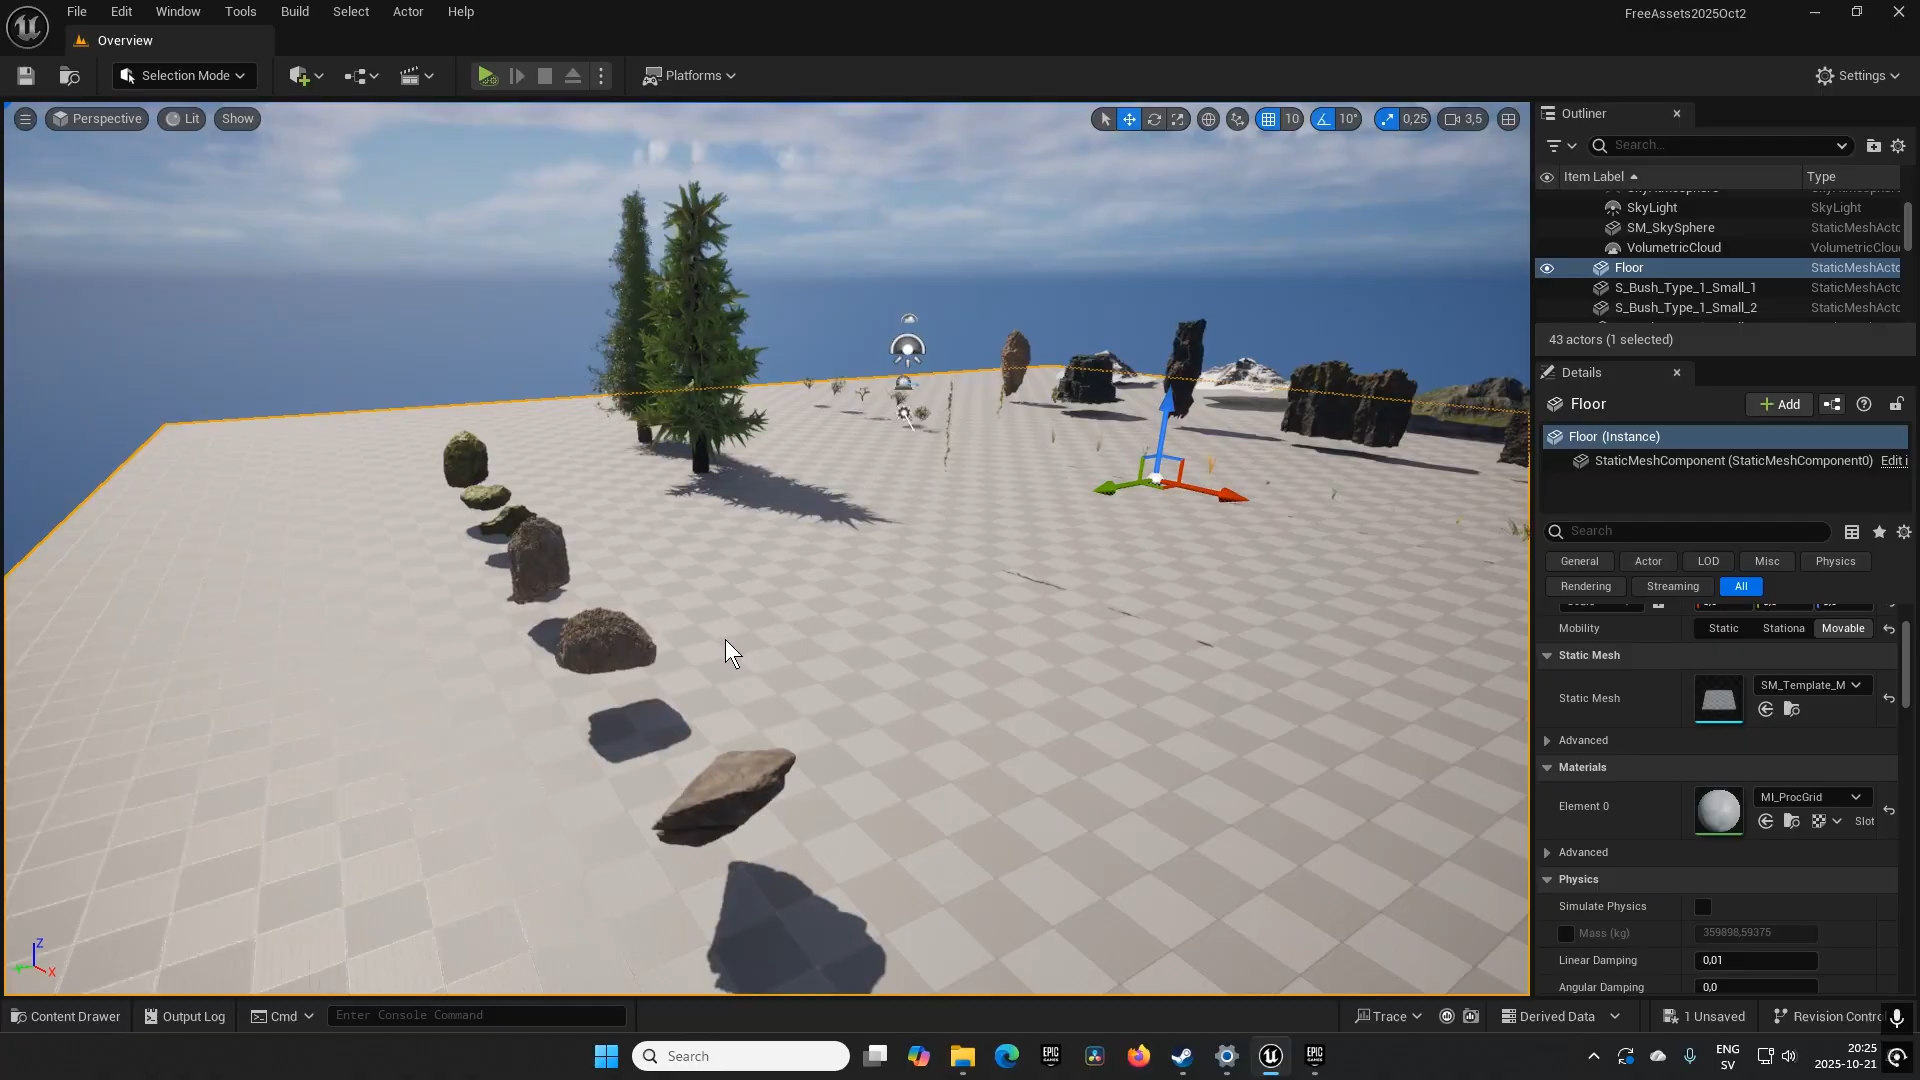 File Edit Window Tools Build Select Actor Help
FreeAssets2025Oct2
Overview
Selection Mode
Platforms
Settings
Perspective
Lit
Show
10
10°
0,25
3,5
Outliner
Search...
Item Label
Type
SkyLight SkyLight
SM_SkySphere StaticMeshActo
VolumetricCloud VolumetricClou
Floor StaticMeshActo
S_Bush_Type_1_Small_1 StaticMeshActo
S_Bush_Type_1_Small_2 StaticMeshActo
43 actors (1 selected)
Details
Floor
Add
Floor (Instance)
StaticMeshComponent (StaticMeshComponent0) Edit i
Search
General Actor LOD Misc Physics
Rendering Streaming All
Mobility Static Stationa Movable
Static Mesh
Static Mesh SM_Template_M
Advanced
Materials
Element 0 MI_ProcGrid
Slot
Advanced
Physics
Simulate Physics
Mass (kg) 359898,59375
Linear Damping 0,01
Angular Damping 0,0
Z
Y
X
Content Drawer
Output Log
Cmd
Enter Console Command
Trace
Derived Data
1 Unsaved
Revision Contro
Search
EPIC GAMES
EPIC GAMES
ENG
SV
20:25
2025-10-21